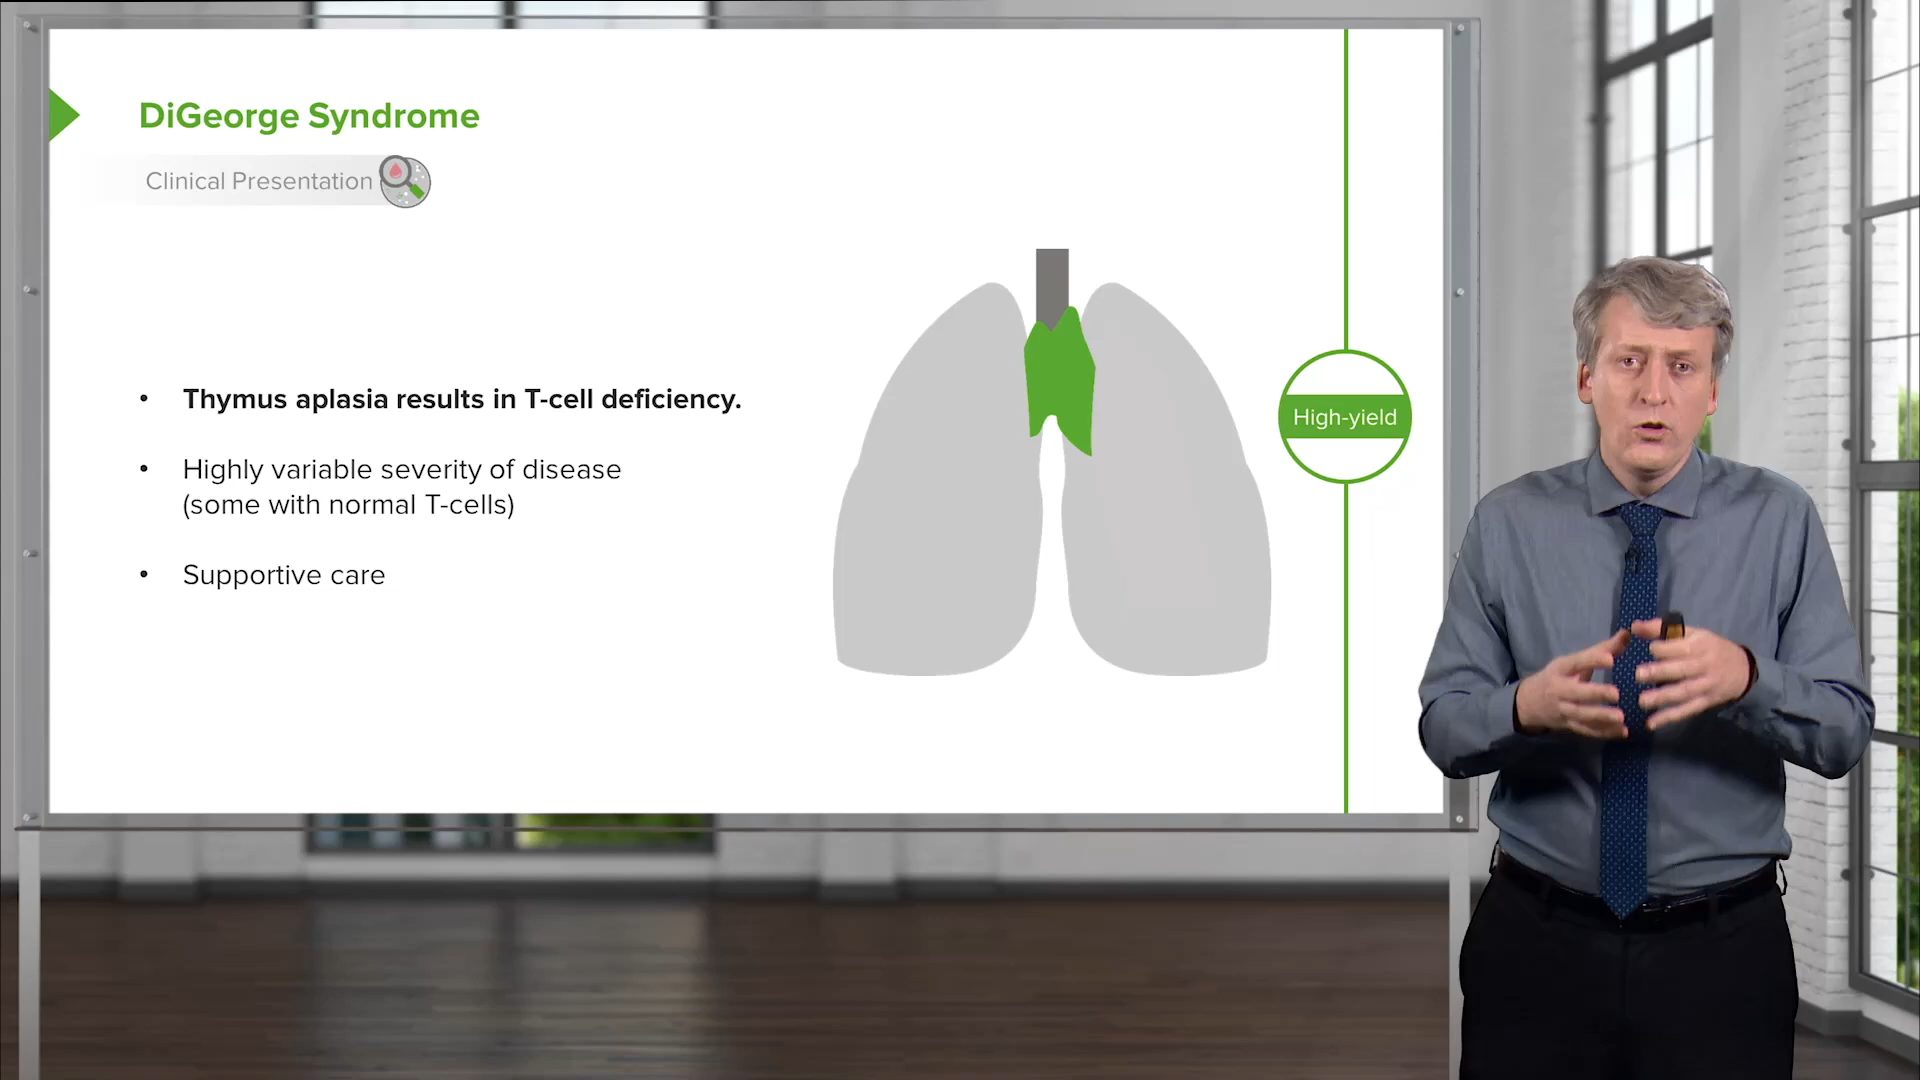 DiGeorge Syndrome
Clinical Presentation
• Thymus aplasia results in T-cell deficiency.
• Highly variable severity of disease
(some with normal T-cells)
• Supportive care
High-yield